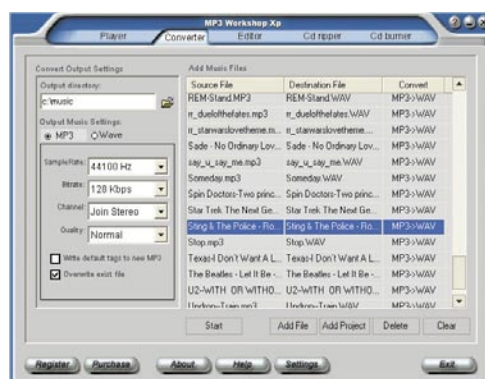 MP3 Workshop Xp
Player Converter Editor Cd ripper Cd burner
Convert Output Settings
Output directory:
c:\music
Output Music Settings:
MP3 Wave
SampleRate: 44100 Hz
Bitrate: 128 Kbps
Channel: Join Stereo
Quality: Normal
Write default tags to new MP3
Overwrite exist file
Add Music Files:
Source File Destination File Convert
REM-Stand.MP3 REM-Stand.WAV MP3->WAV
rr_duelofthefates.mp3 rr_duelofthefates.WAV MP3->WAV
rr_starwarslovetheme.m... rr_starwarslovetheme.... MP3->WAV
Sade - No Ordinary Lov... Sade - No Ordinary Lov... MP3->WAV
say_u_say_me.mp3 say_u_say_me.WAV MP3->WAV
Someday.mp3 Someday.WAV MP3->WAV
Spin Doctors-Two princ... Spin Doctors-Two princ... MP3->WAV
Star Trek The Next Ge... Star Trek The Next Ge... MP3->WAV
Sting & The Police - Ro... Sting & The Police - Ro... MP3->WAV
Stop.mp3 Stop.WAV MP3->WAV
Texas-I Don't Want A L... Texas-I Don't Want A L... MP3->WAV
The Beatles - Let It Be -... The Beatles - Let It Be -... MP3->WAV
U2-WITH OR WITHO... U2-WITH OR WITHO... MP3->WAV
MP3->WAV
Start Add File Add Project Delete Clear
Register Purchase About Help Settings Exit